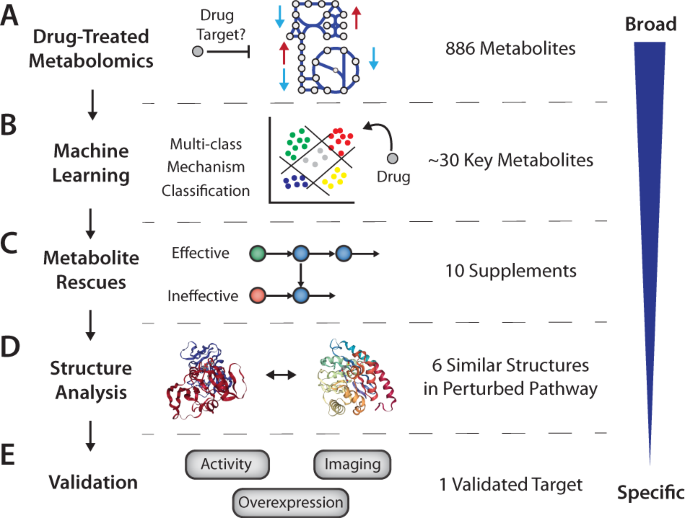 A
Drug-Treated
Metabolomics
Drug
Target?
886 Metabolites
Broad
B
Machine
Learning
Multi-class
Mechanism
Classification
Drug
~30 Key Metabolites
C
Metabolite
Rescues
Effective
Ineffective
10 Supplements
D
Structure
Analysis
6 Similar Structures
in Perturbed Pathway
E
Validation
Activity
Imaging
Overexpression
1 Validated Target
Specific